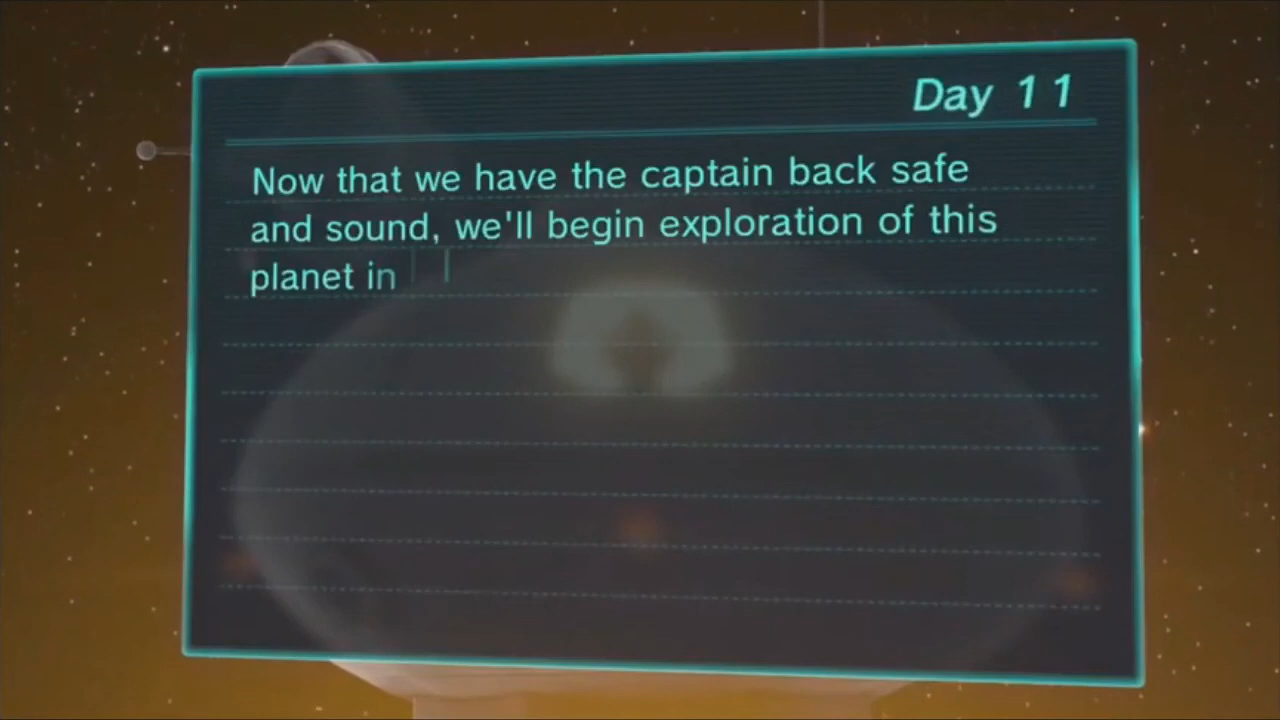 Day 11
Now that we have the captain back safe
and sound, we'll begin exploration of this
planet in